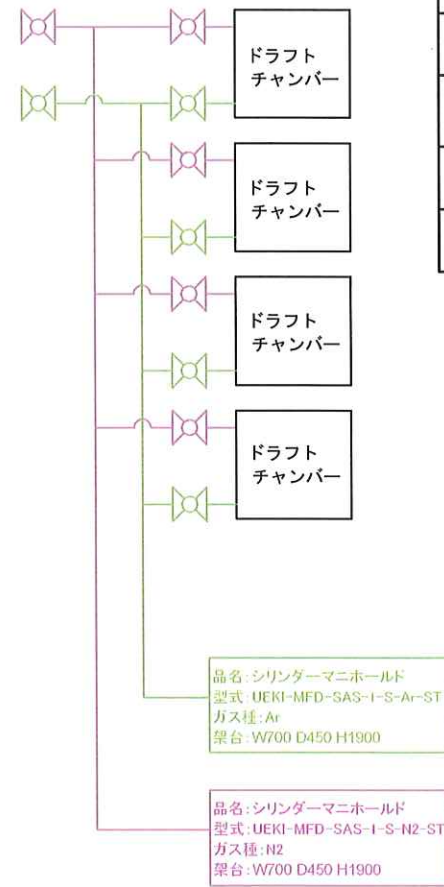 ドラフト
チャンバー
ドラフト
チャンバー
ドラフト
チャンバー
ドラフト
チャンバー
品名:シリンダーマニホールド
型式:UEKI-MFD-SAS-I-S-Ar-ST
ガス種:Ar
架台:W700 D450 H1900
品名:シリンダーマニホールド
型式:UEKI-MFD-SAS-I-S-N2-ST
ガス種:N2
架台:W700 D450 H1900